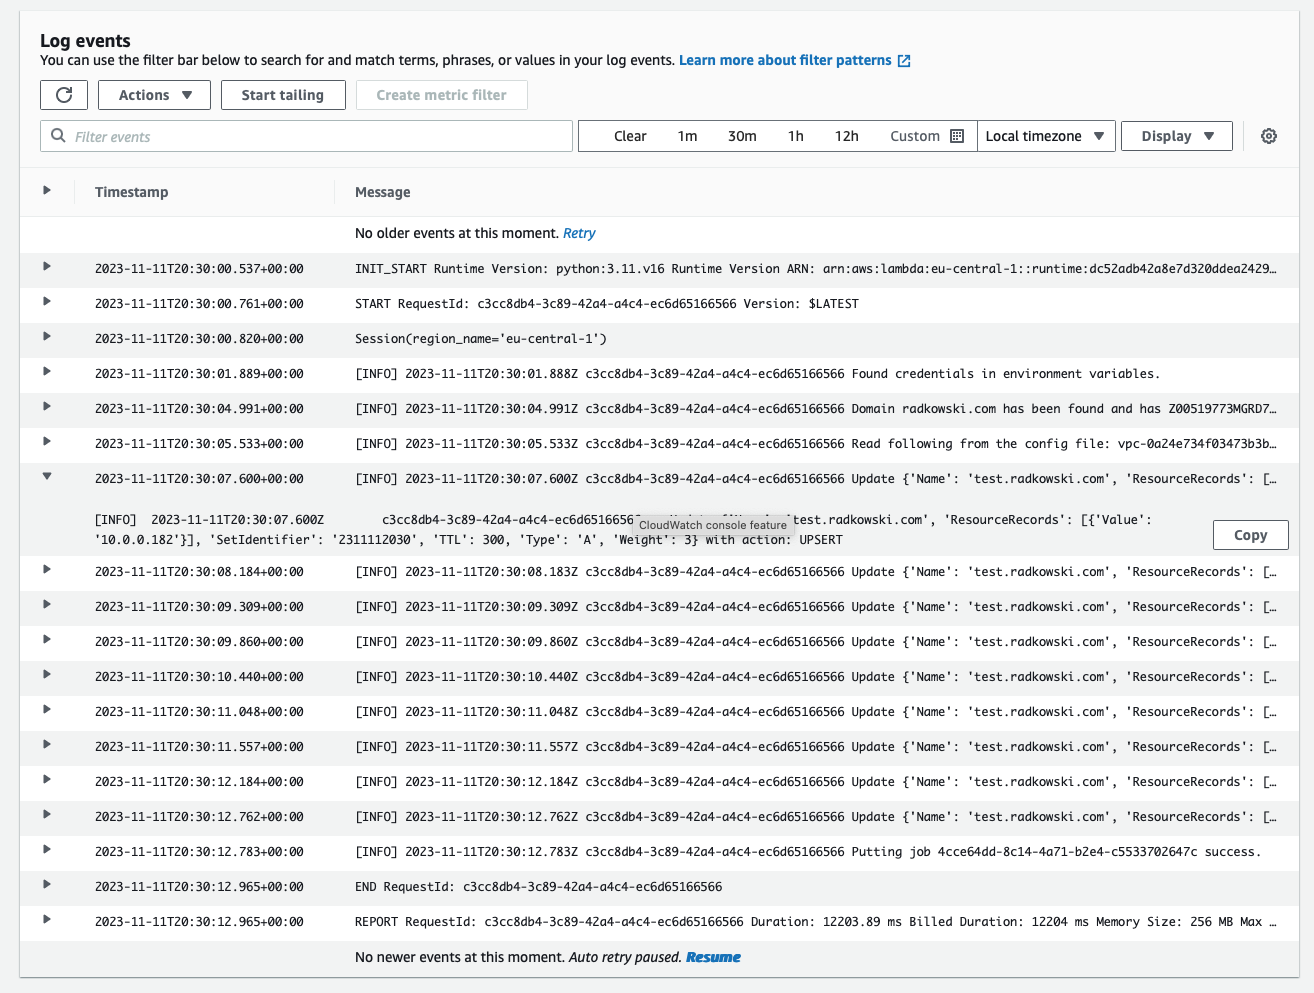 Log events
You can use the filter bar below to search for and match terms, phrases, or values in your log events. Learn more about filter patterns
Actions Start tailing Create metric filter
Filter events Clear 1m 30m 1h 12h Custom Local timezone Display
Timestamp Message
No older events at this moment. Retry
2023-11-11T20:30:00.537+00:00 INIT_START Runtime Version: python:3.11.v16 Runtime Version ARN: arn:aws:lambda:eu-central-1::runtime:dc52adb42a8e7d320ddea2429…
2023-11-11T20:30:00.761+00:00 START RequestId: c3cc8db4-3c89-42a4-a4c4-ec6d65166566 Version: $LATEST
2023-11-11T20:30:00.820+00:00 Session(region_name='eu-central-1')
2023-11-11T20:30:01.889+00:00 [INFO] 2023-11-11T20:30:01.888Z c3cc8db4-3c89-42a4-a4c4-ec6d65166566 Found credentials in environment variables.
2023-11-11T20:30:04.991+00:00 [INFO] 2023-11-11T20:30:04.991Z c3cc8db4-3c89-42a4-a4c4-ec6d65166566 Domain radkowski.com has been found and has Z00519773MGRD7…
2023-11-11T20:30:05.533+00:00 [INFO] 2023-11-11T20:30:05.533Z c3cc8db4-3c89-42a4-a4c4-ec6d65166566 Read following from the config file: vpc-0a24e734f03473b3b…
2023-11-11T20:30:07.600+00:00 [INFO] 2023-11-11T20:30:07.600Z c3cc8db4-3c89-42a4-a4c4-ec6d65166566 Update {'Name': 'test.radkowski.com', 'ResourceRecords': […
[INFO] 2023-11-11T20:30:07.600Z c3cc8db4-3c89-42a4-a4c4-ec6d6516656 test.radkowski.com', 'ResourceRecords': [{'Value':
CloudWatch console feature
'10.0.0.182'}], 'SetIdentifier': '2311112030', 'TTL': 300, 'Type': 'A', 'Weight': 3} with action: UPSERT
Copy
2023-11-11T20:30:08.184+00:00 [INFO] 2023-11-11T20:30:08.183Z c3cc8db4-3c89-42a4-a4c4-ec6d65166566 Update {'Name': 'test.radkowski.com', 'ResourceRecords': […
2023-11-11T20:30:09.309+00:00 [INFO] 2023-11-11T20:30:09.309Z c3cc8db4-3c89-42a4-a4c4-ec6d65166566 Update {'Name': 'test.radkowski.com', 'ResourceRecords': […
2023-11-11T20:30:09.860+00:00 [INFO] 2023-11-11T20:30:09.860Z c3cc8db4-3c89-42a4-a4c4-ec6d65166566 Update {'Name': 'test.radkowski.com', 'ResourceRecords': […
2023-11-11T20:30:10.440+00:00 [INFO] 2023-11-11T20:30:10.440Z c3cc8db4-3c89-42a4-a4c4-ec6d65166566 Update {'Name': 'test.radkowski.com', 'ResourceRecords': […
2023-11-11T20:30:11.048+00:00 [INFO] 2023-11-11T20:30:11.048Z c3cc8db4-3c89-42a4-a4c4-ec6d65166566 Update {'Name': 'test.radkowski.com', 'ResourceRecords': […
2023-11-11T20:30:11.557+00:00 [INFO] 2023-11-11T20:30:11.557Z c3cc8db4-3c89-42a4-a4c4-ec6d65166566 Update {'Name': 'test.radkowski.com', 'ResourceRecords': […
2023-11-11T20:30:12.184+00:00 [INFO] 2023-11-11T20:30:12.184Z c3cc8db4-3c89-42a4-a4c4-ec6d65166566 Update {'Name': 'test.radkowski.com', 'ResourceRecords': […
2023-11-11T20:30:12.762+00:00 [INFO] 2023-11-11T20:30:12.762Z c3cc8db4-3c89-42a4-a4c4-ec6d65166566 Update {'Name': 'test.radkowski.com', 'ResourceRecords': […
2023-11-11T20:30:12.783+00:00 [INFO] 2023-11-11T20:30:12.783Z c3cc8db4-3c89-42a4-a4c4-ec6d65166566 Putting job 4cce64dd-8c14-4a71-b2e4-c5533702647c success.
2023-11-11T20:30:12.965+00:00 END RequestId: c3cc8db4-3c89-42a4-a4c4-ec6d65166566
2023-11-11T20:30:12.965+00:00 REPORT RequestId: c3cc8db4-3c89-42a4-a4c4-ec6d65166566 Duration: 12203.89 ms Billed Duration: 12204 ms Memory Size: 256 MB Max …
No newer events at this moment. Auto retry paused. Resume